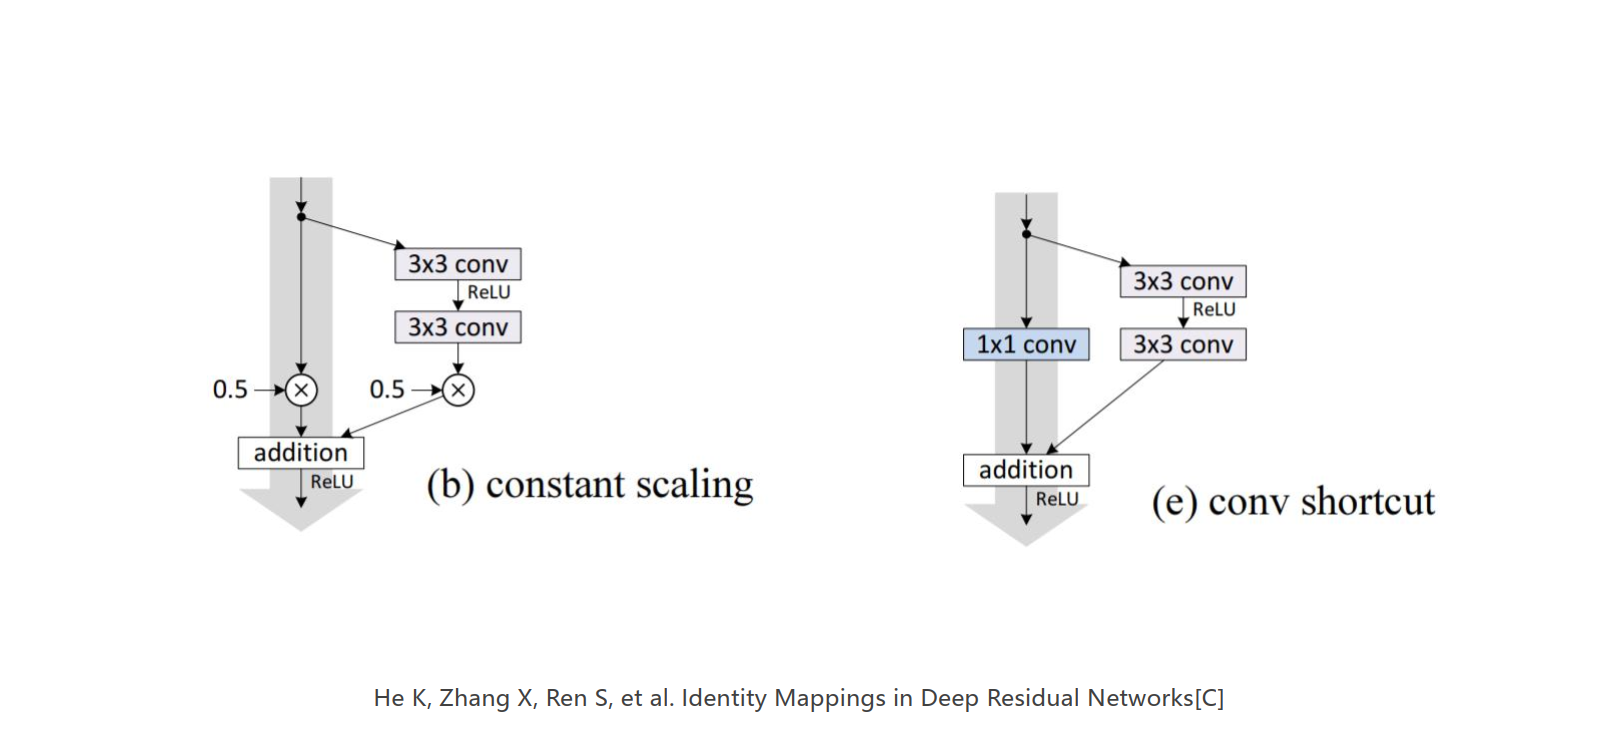 3x3 conv
ReLU
3x3 conv
0.5
0.5
addition
ReLU
(b) constant scaling
3x3 conv
ReLU
1x1 conv
3x3 conv
addition
ReLU
(e) conv shortcut
He K, Zhang X, Ren S, et al. Identity Mappings in Deep Residual Networks[C]